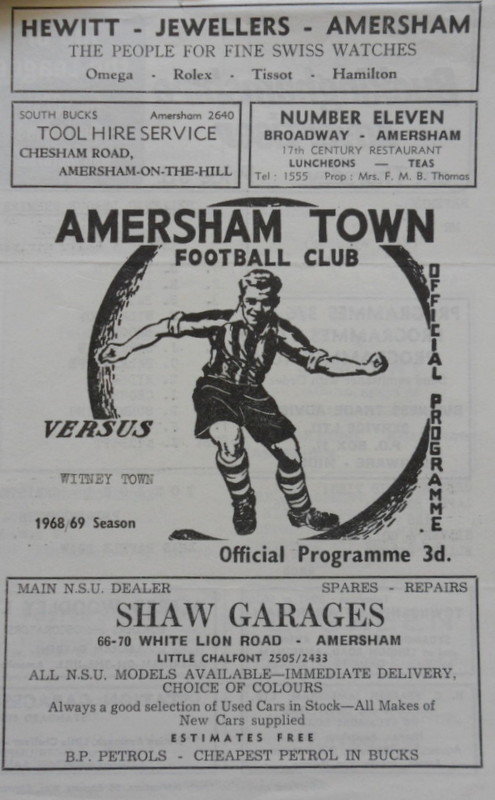 HEWITT - JEWELLERS - AMERSHAM
THE PEOPLE FOR FINE SWISS WATCHES
Omega - Rolex - Tissot - Hamilton
SOUTH BUCKS Amersham 2640
TOOL HIRE SERVICE
CHESHAM ROAD,
AMERSHAM-ON-THE-HILL
NUMBER ELEVEN
BROADWAY - AMERSHAM
17th CENTURY RESTAURANT
LUNCHEONS — TEAS
Tel : 1555 Prop : Mrs. F. M. B. Thomas
AMERSHAM TOWN
FOOTBALL CLUB
OFFICIAL PROGRAMME
VERSUS
WITNEY TOWN
1968/69 Season
Official Programme 3d.
MAIN N.S.U. DEALER SPARES - REPAIRS
SHAW GARAGES
66-70 WHITE LION ROAD - AMERSHAM
LITTLE CHALFONT 2505/2433
ALL N.S.U. MODELS AVAILABLE—IMMEDIATE DELIVERY,
CHOICE OF COLOURS
Always a good selection of Used Cars in Stock—All Makes of
New Cars supplied
ESTIMATES FREE
B.P. PETROLS - CHEAPEST PETROL IN BUCKS